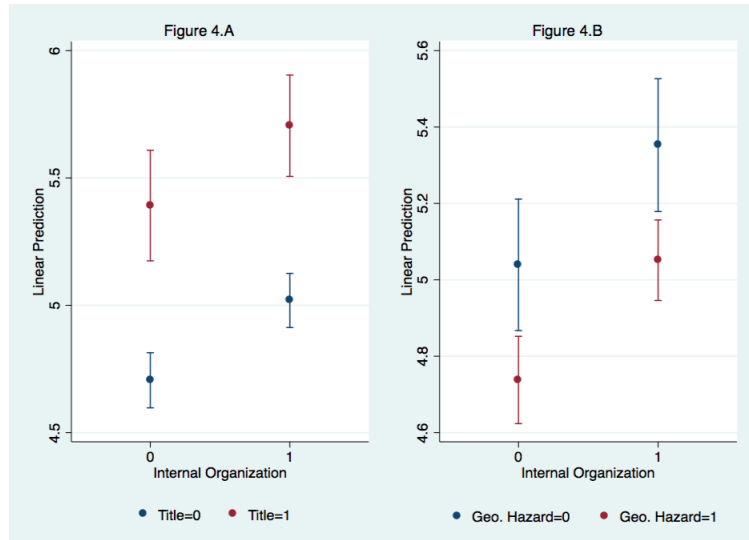 Figure 4.A
6
5.5
5
4.5
Linear Prediction
0 1
Internal Organization
Title=0 Title=1
Figure 4.B
5.6
5.4
5.2
5
4.8
4.6
Linear Prediction
0 1
Internal Organization
Geo. Hazard=0 Geo. Hazard=1